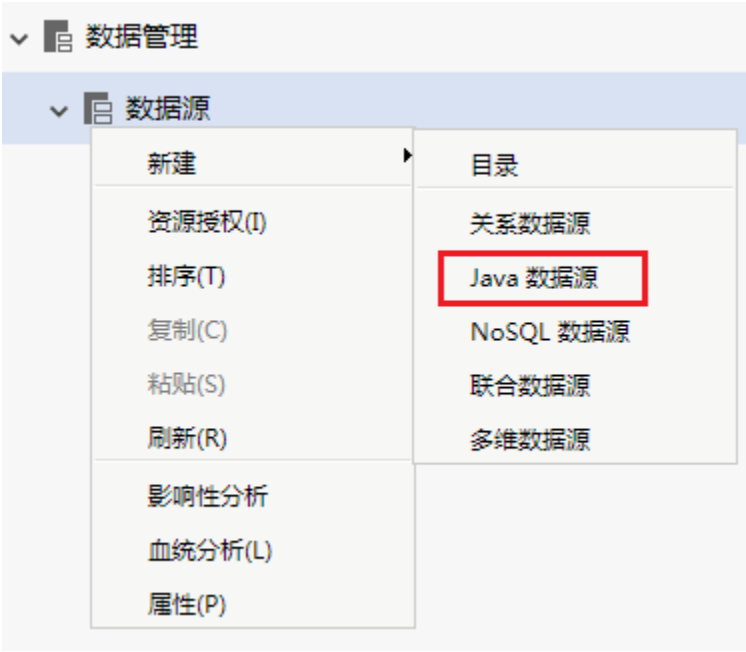 数据管理
数据源
新建
资源授权(I)
排序(T)
复制(C)
粘贴(S)
刷新(R)
影响性分析
血统分析(L)
属性(P)
目录
关系数据源
Java 数据源
NoSQL 数据源
联合数据源
多维数据源